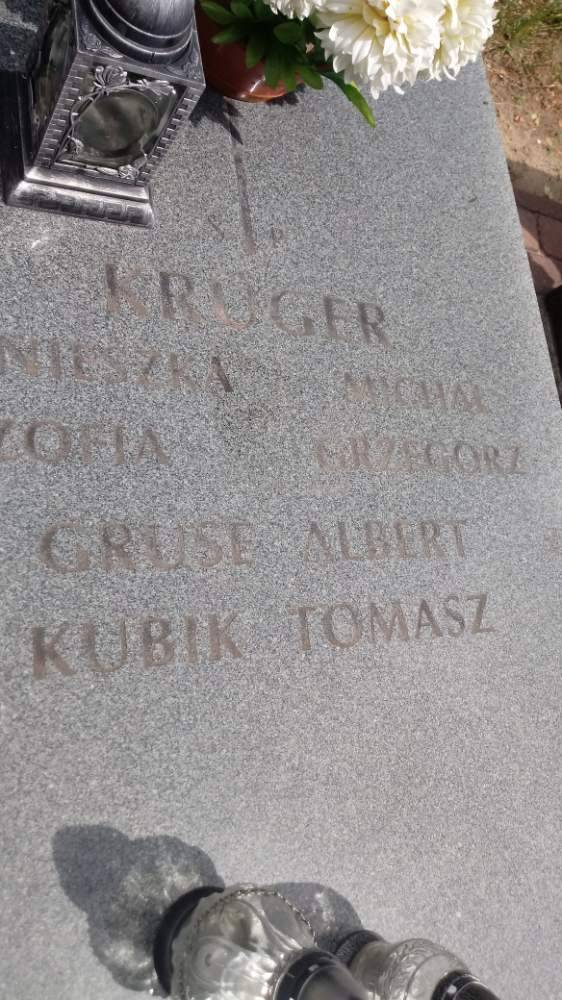 Ś P
KRUGER
NIESZKA MICHAŁ
ZOFIA GRZEGORZ
GRUSE ALBERT
KUBIK TOMASZ